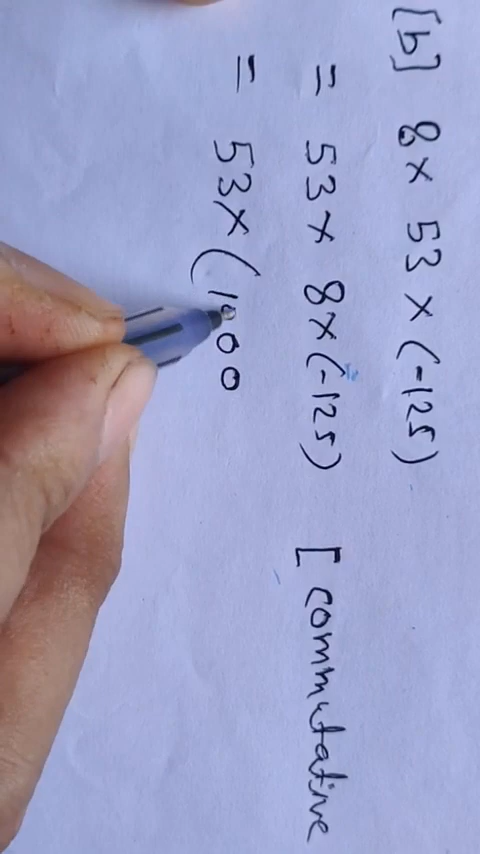 [b] 8 x 53 x (-125)
= 53 x 8 x (-125) [ commutative
= 53 x (1000